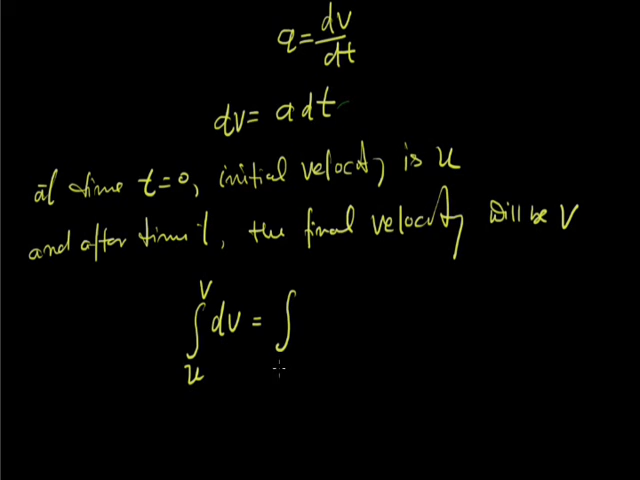 a = dv/dt
dv = a dt
at time t=0, initial velocity is u
and after time t, the final velocity will be v
∫ᵤᵛ dv = ∫